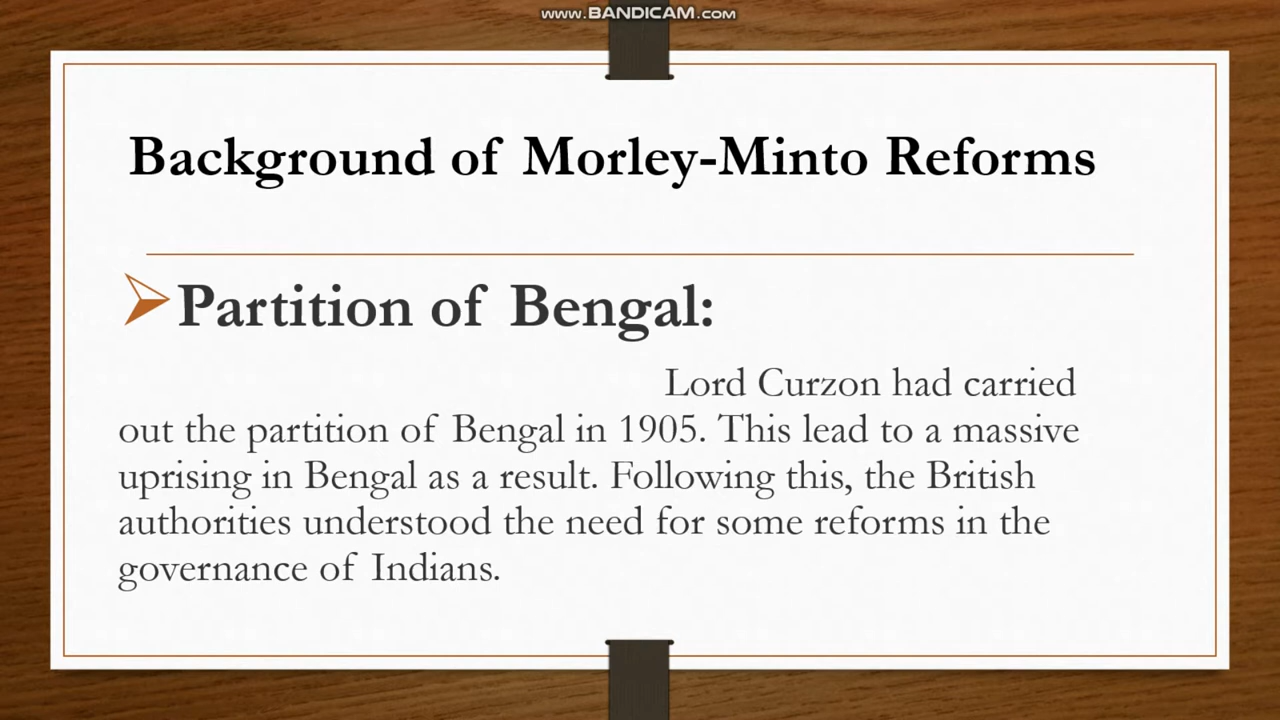 www.BANDICAM.com
Background of Morley-Minto Reforms
Partition of Bengal:
Lord Curzon had carried
out the partition of Bengal in 1905. This lead to a massive
uprising in Bengal as a result. Following this, the British
authorities understood the need for some reforms in the
governance of Indians.